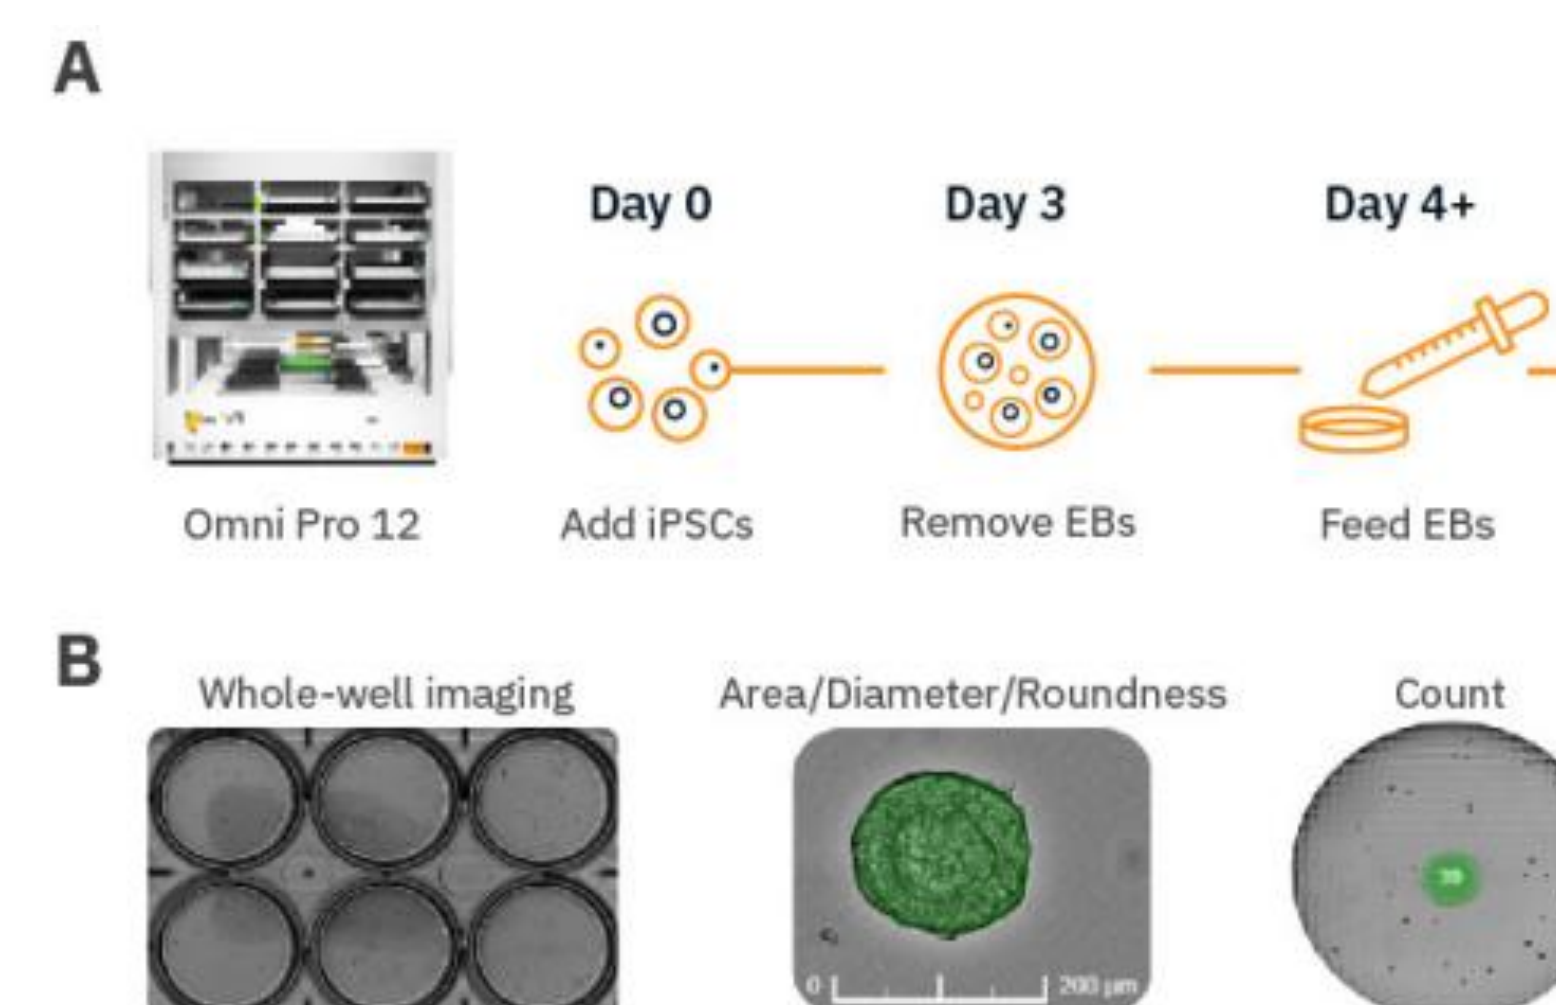 A
Day 0
Day 3
Day 4+
Omni Pro 12
Add iPSCs
Remove EBs
Feed EBs
B
Whole-well imaging
Area/Diameter/Roundness
Count
0
200 µm